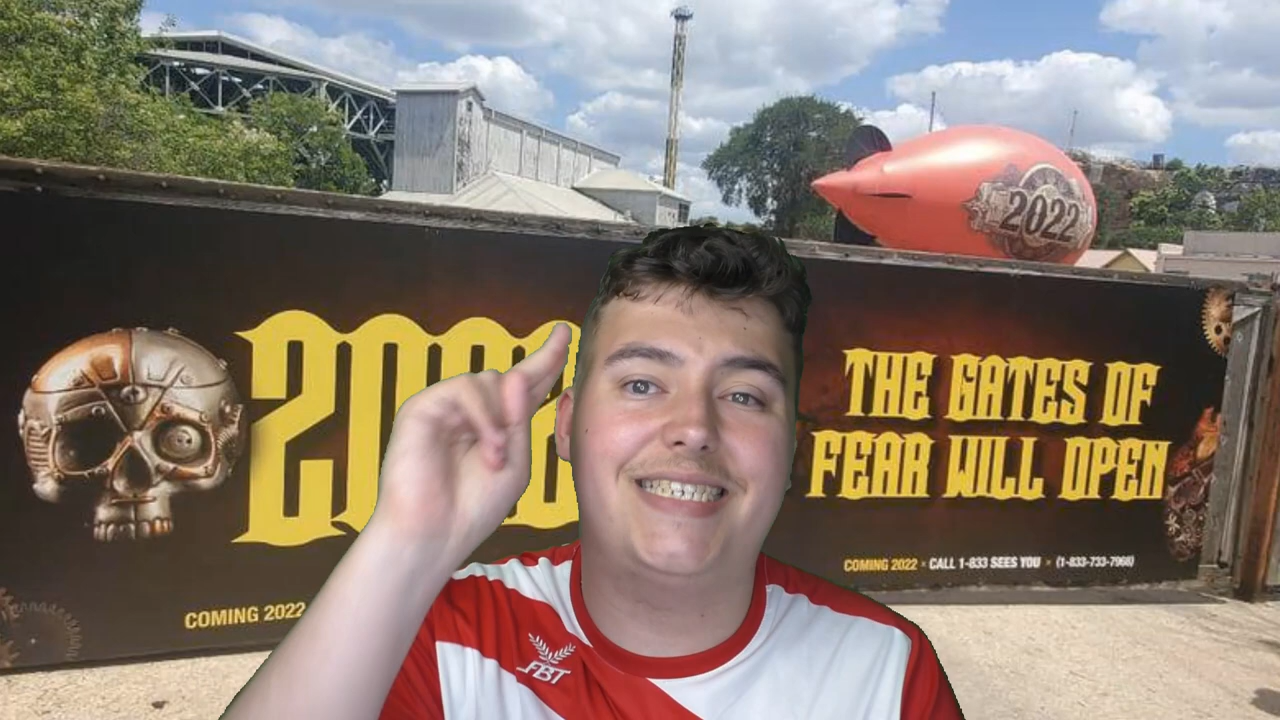 2022
2022
THE GATES OF
FEAR WILL OPEN
COMING 2022 • CALL 1-833 SEES YOU • (1-833-733-7968)
COMING 2022
FBT